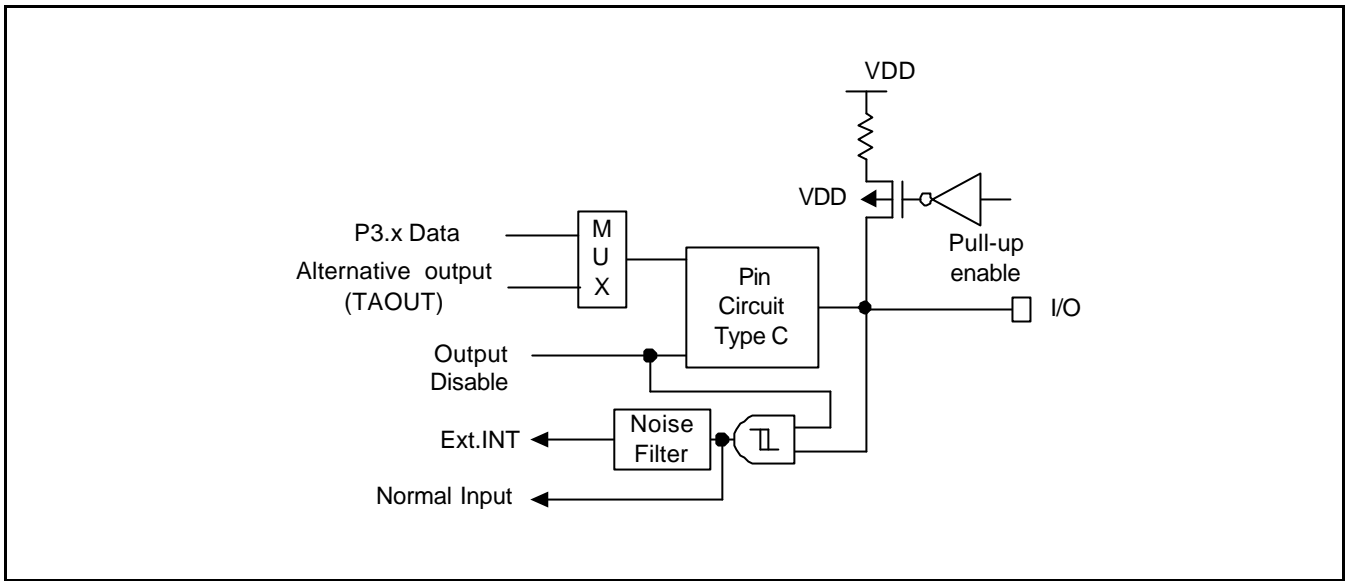 VDD
VDD
Pull-up
enable
P3.x Data
Alternative output
(TAOUT)
M
U
X
Pin
Circuit
Type C
I/O
Output
Disable
Noise
Filter
Ext.INT
Normal Input